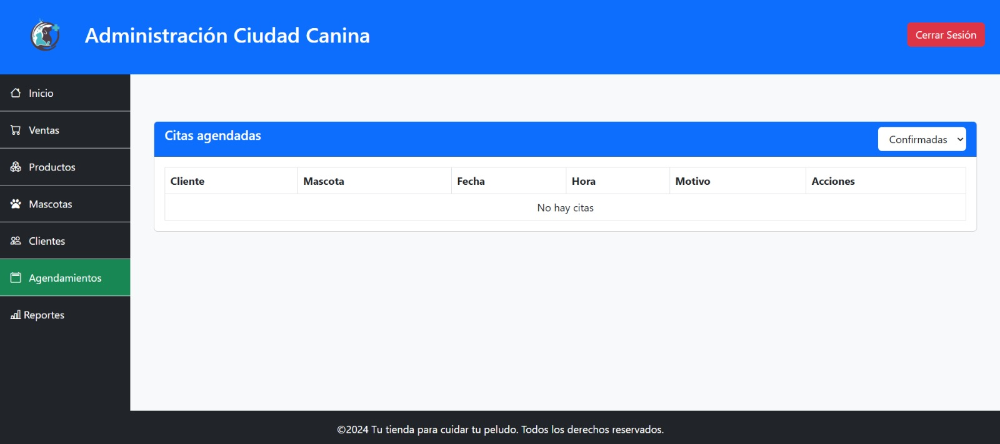 Administración Ciudad Canina
Cerrar Sesión
Inicio
Ventas
Productos
Mascotas
Clientes
Agendamientos
Reportes
Citas agendadas
Confirmadas
Cliente Mascota Fecha Hora Motivo Acciones
No hay citas
©2024 Tu tienda para cuidar tu peludo. Todos los derechos reservados.